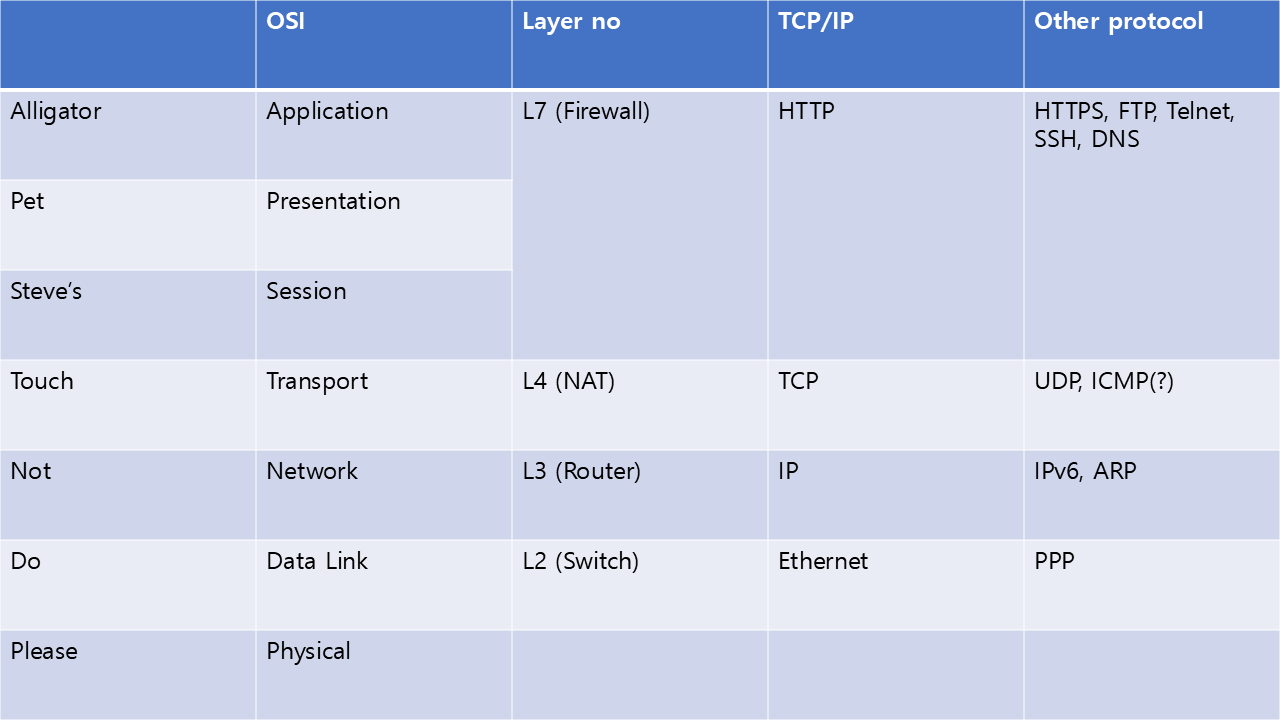 OSI
Layer no
TCP/IP
Other protocol
Alligator
Application
L7 (Firewall)
HTTP
HTTPS, FTP, Telnet,
SSH, DNS
Pet
Presentation
Steve’s
Session
Touch
Transport
L4 (NAT)
TCP
UDP, ICMP(?)
Not
Network
L3 (Router)
IP
IPv6, ARP
Do
Data Link
L2 (Switch)
Ethernet
PPP
Please
Physical